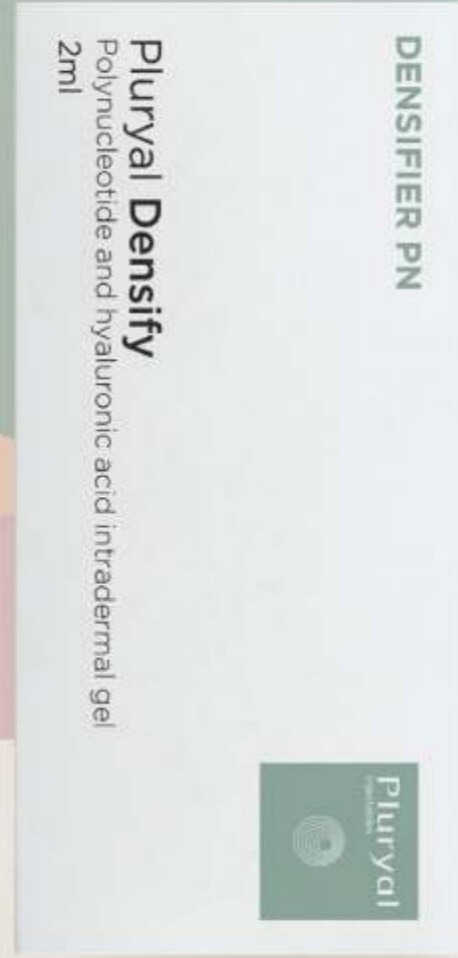 DENSIFIER PN
Pluryal Densify
Polynucleotide and hyaluronic acid intradermal gel
2ml
Pluryal